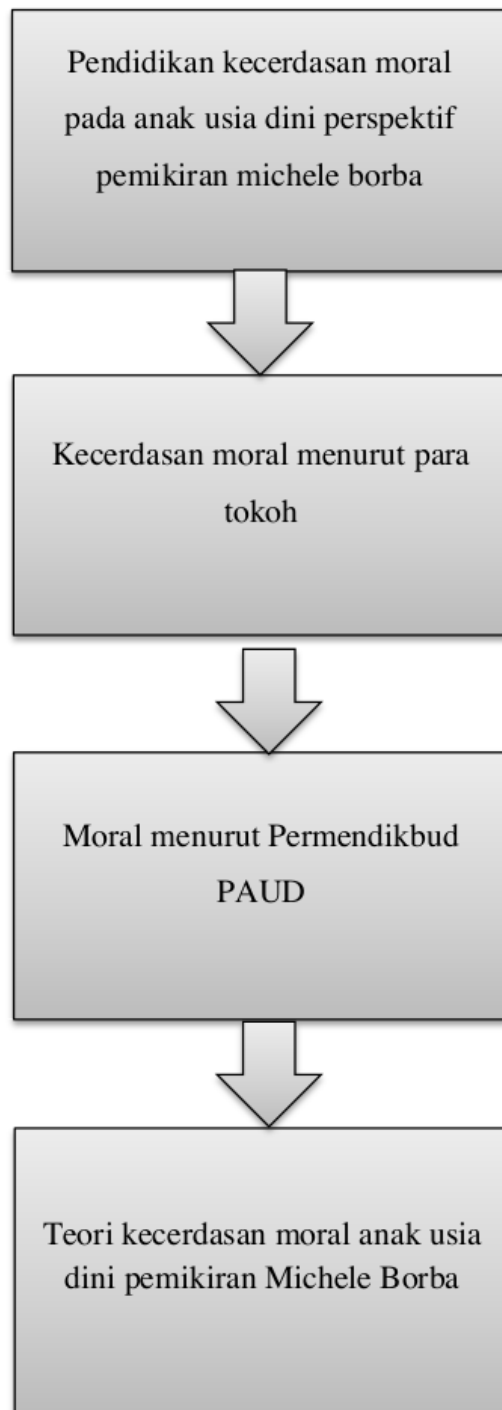 Pendidikan kecerdasan moral
pada anak usia dini perspektif
pemikiran michele borba
Kecerdasan moral menurut para
tokoh
Moral menurut Permendikbud
PAUD
Teori kecerdasan moral anak usia
dini pemikiran Michele Borba